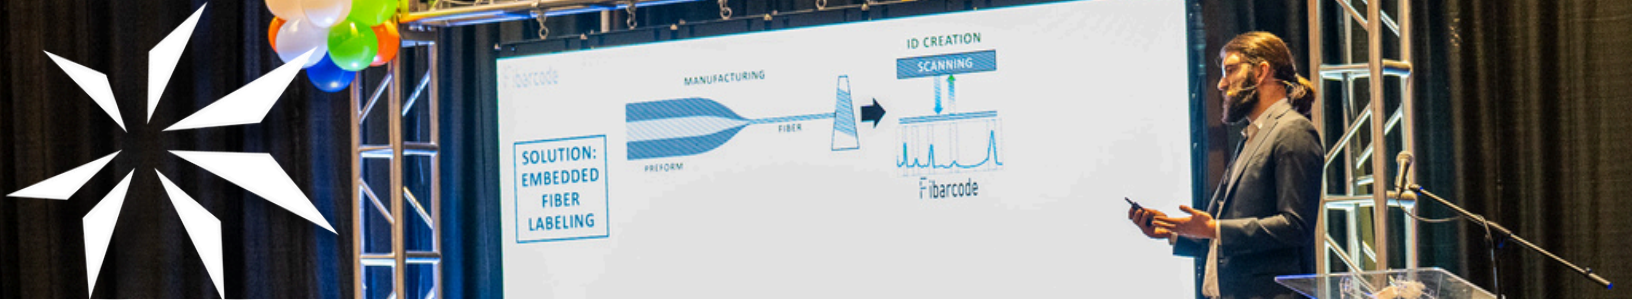 Fibarcode
MANUFACTURING
FIBER
PREFORM
SOLUTION:
EMBEDDED
FIBER
LABELING
ID CREATION
SCANNING
Fibarcode